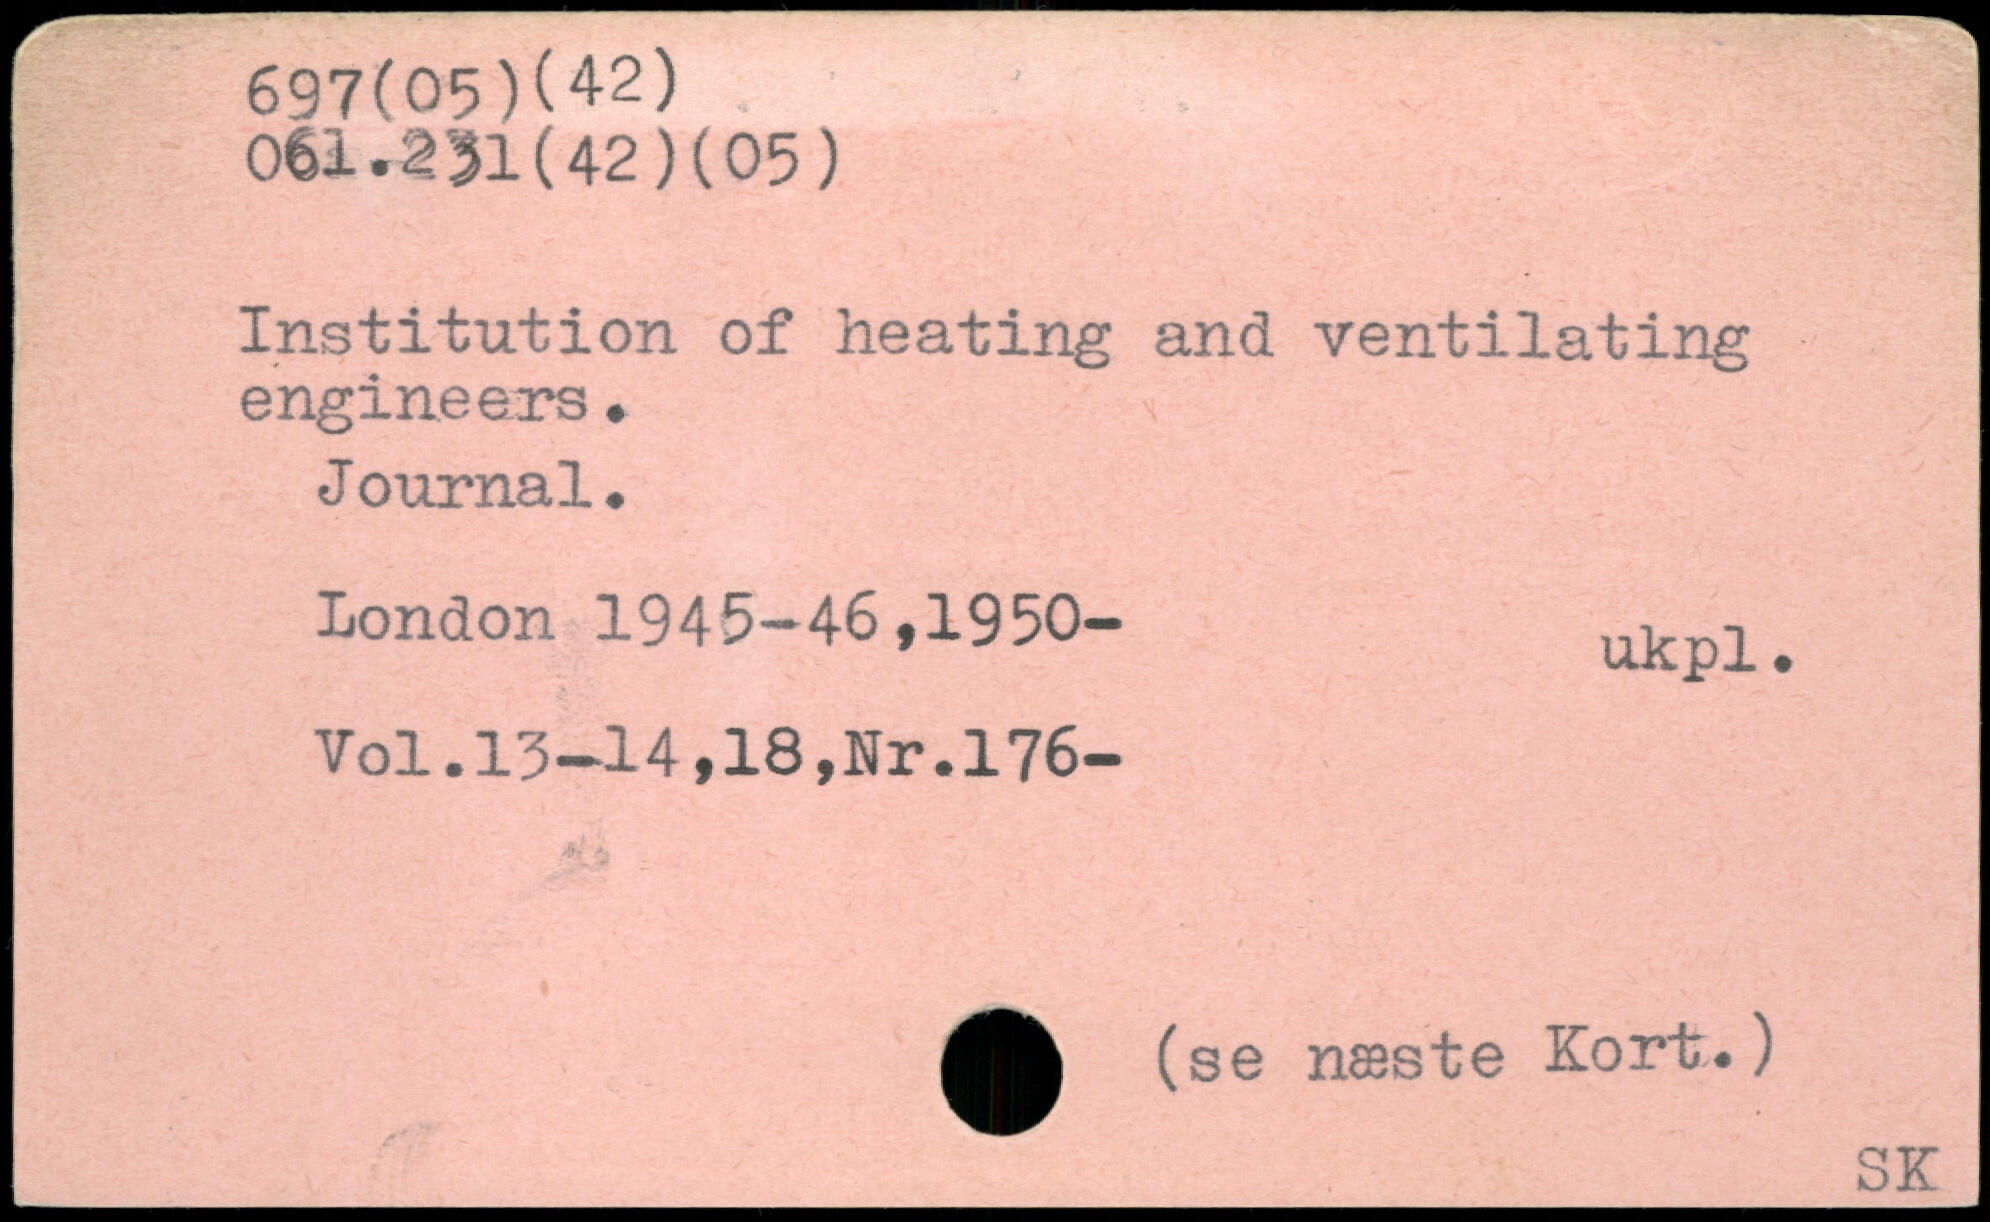 697(05)(42)
061.231(42)(05)
Institution of heating and ventilating
engineers.
Journal.
London 1945-46,1950-
ukpl.
Vol.13-14,18,Nr.176-
(se næste Kort.)
SK